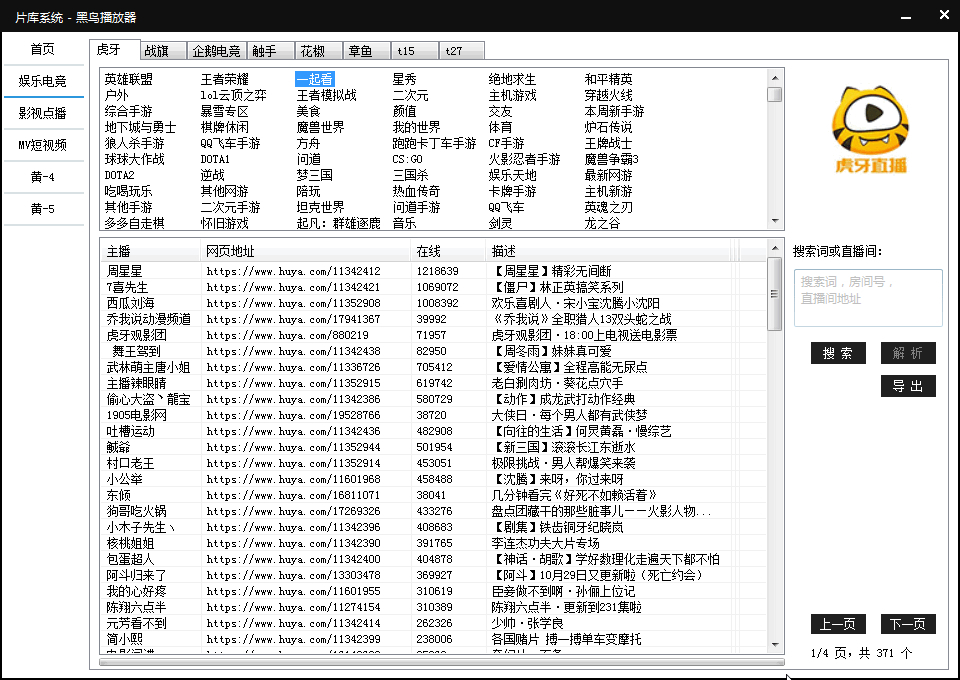 片库系统 - 黑鸟播放器
首页
娱乐电竞
影视点播
MV短视频
黄-4
黄-5
虎牙 战旗 企鹅电竞 触手 花椒 章鱼 t15 t27
英雄联盟 王者荣耀 一起看 星秀 绝地求生 和平精英
户外 lol云顶之弈 王者模拟战 二次元 主机游戏 穿越火线
综合手游 暴雪专区 美食 颜值 交友 本周新手游
地下城与勇士 棋牌休闲 魔兽世界 我的世界 体育 炉石传说
狼人杀手游 QQ飞车手游 方舟 跑跑卡丁车手游 CF手游 王牌战士
球球大作战 DOTA1 问道 CS:GO 火影忍者手游 魔兽争霸3
DOTA2 逆战 梦三国 三国杀 娱乐天地 最新网游
吃喝玩乐 其他网游 陪玩 热血传奇 卡牌手游 主机新游
其他手游 二次元手游 坦克世界 问道手游 QQ飞车 英魂之刃
多多自走棋 怀旧游戏 起凡：群雄逐鹿 音乐 剑灵 龙之谷
虎牙直播
主播 网页地址 在线 描述
周星星 https://www.huya.com/11342412 1218639 【周星星】精彩无间断
7喜先生 https://www.huya.com/11342421 1069072 【僵尸】林正英搞笑系列
西瓜刘海 https://www.huya.com/11352908 1008392 欢乐喜剧人·宋小宝沈腾小沈阳
乔我说动漫频道 https://www.huya.com/17941367 39992 《乔我说》全职猎人13双头蛇之战
虎牙观影团 https://www.huya.com/880219 71957 虎牙观影团·18:00上电视送电影票
舞王驾到 https://www.huya.com/11342438 82950 【周冬雨】妹妹真可爱
武林萌主唐小姐 https://www.huya.com/11336726 705412 【爱情公寓】全程高能无尿点
主播辣眼睛 https://www.huya.com/11352915 619742 老白涮肉坊·葵花点穴手
偷心大盗丶龍宝 https://www.huya.com/11342386 580729 【动作】成龙武打动作经典
1905电影网 https://www.huya.com/19528766 38720 大侠日·每个男人都有武侠梦
吐槽运动 https://www.huya.com/11342436 482908 【向往的生活】何炅黄磊·慢综艺
鹹爺 https://www.huya.com/11352944 501954 【新三国】滚滚长江东逝水
村口老王 https://www.huya.com/11352914 453051 极限挑战·男人帮爆笑来袭
小公举 https://www.huya.com/11601968 458488 【沈腾】来呀，你过来呀
东倾 https://www.huya.com/16811071 38041 几分钟看完《好死不如赖活着》
狗哥吃火锅 https://www.huya.com/17269326 433276 盘点团藏干的那些脏事儿——火影人物...
小木子先生ヽ https://www.huya.com/11342396 408683 【剧集】铁齿铜牙纪晓岚
核桃姐姐 https://www.huya.com/11342390 391765 李连杰功夫大片专场
包蛋超人 https://www.huya.com/11342400 404878 【神话·胡歌】学好数理化走遍天下都不怕
阿斗归来了 https://www.huya.com/13303478 369927 【阿斗】10月29日又更新啦（死亡约会）
我的心好疼 https://www.huya.com/11601955 310619 臣妾做不到啊·孙俪上位记
陈翔六点半 https://www.huya.com/11274154 310389 陈翔六点半·更新到231集啦
元芳看不到 https://www.huya.com/11342414 262326 少帅·张学良
简小熙 https://www.huya.com/11342399 238006 各国赌片 搏一搏单车变摩托
搜索词或直播间:
搜索词，房间号，
直播间地址
搜 索 解 析
导 出
上一页 下一页
1/4 页，共 371 个